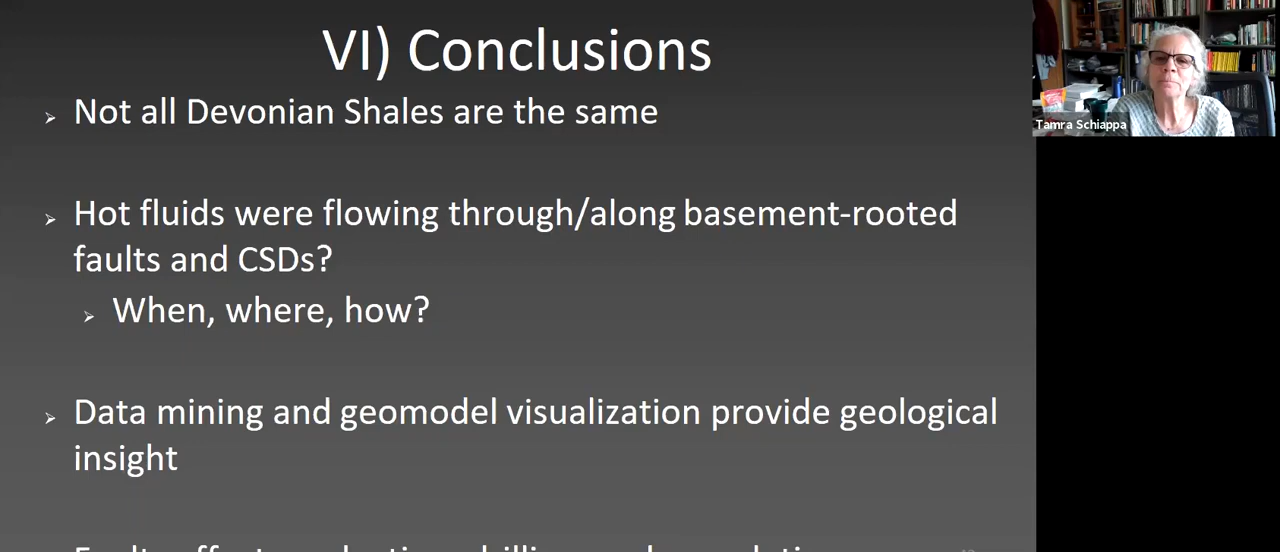 VI) Conclusions
Not all Devonian Shales are the same
Hot fluids were flowing through/along basement-rooted
faults and CSDs?
When, where, how?
Data mining and geomodel visualization provide geological
insight
Tamra Schiappa